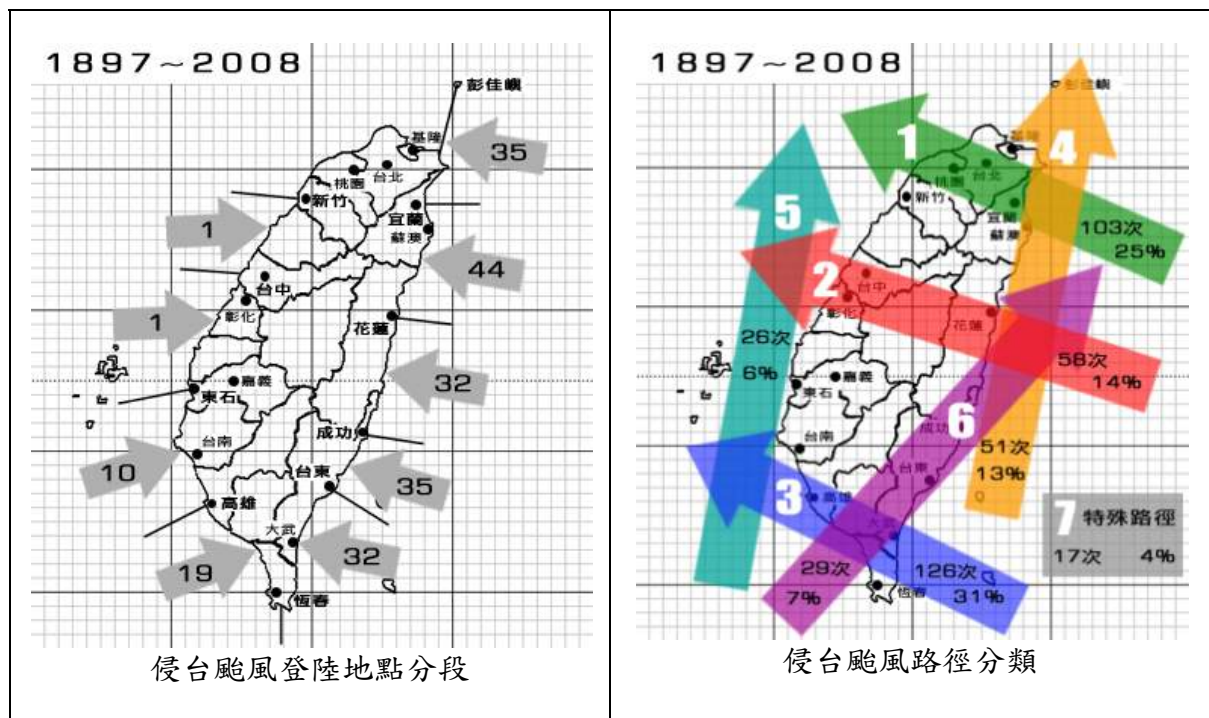 1897~2008
彭佳嶼
基隆
35
台北
桃園
新竹
宜蘭
蘇澳
1
44
台中
彰化
1
花蓮
32
嘉義
東石
成功
台南
10
台東
35
高雄
大武
32
19
恆春
侵台颱風登陸地點分段
1897~2008
彭佳嶼
4
1
基隆
台北
桃園
新竹
5
宜蘭
蘇澳
103次
25%
2
台中
彰化
花蓮
26次
6%
58次
14%
嘉義
東石
6
成功
台南
51次
13%
台東
3
高雄
7 特殊路徑
17次 4%
大武
29次
7%
126次
31%
恆春
侵台颱風路徑分類